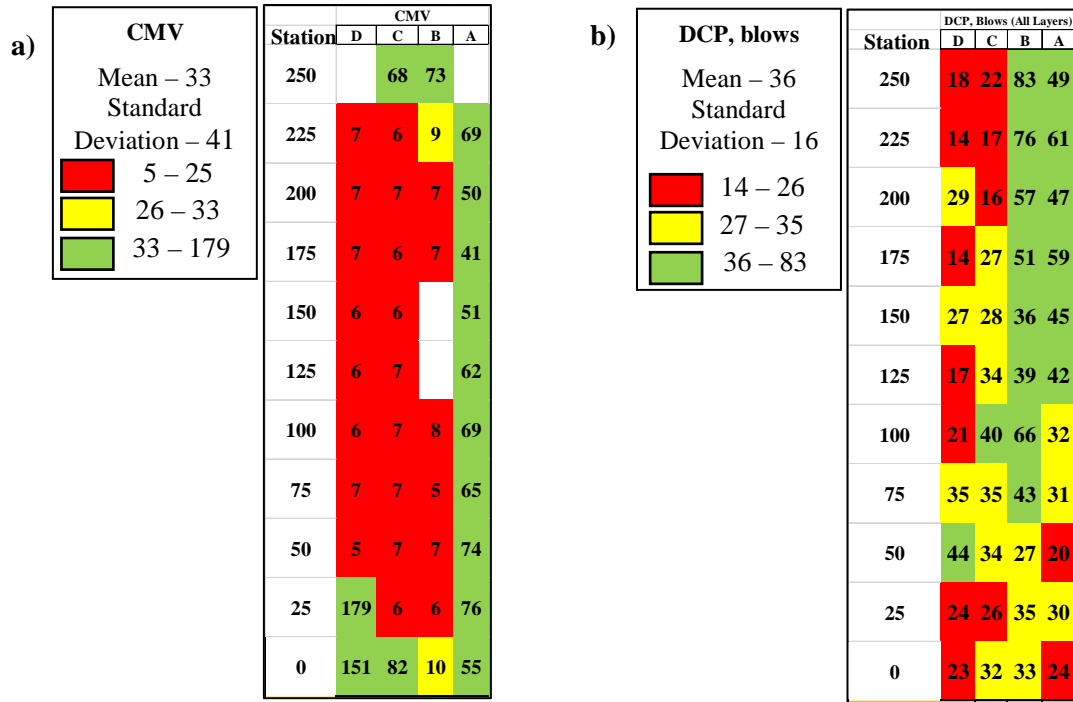 a)
CMV
Mean – 33
Standard
Deviation – 41
5 – 25
26 – 33
33 – 179
CMV
Station D C B A
250 68 73
225 7 6 9 69
200 7 7 7 50
175 7 6 7 41
150 6 6 51
125 6 7 62
100 6 7 8 69
75 7 7 5 65
50 5 7 7 74
25 179 6 6 76
0 151 82 10 55
b)
DCP, blows
Mean – 36
Standard
Deviation – 16
14 – 26
27 – 35
36 – 83
DCP, Blows (All Layers)
Station D C B A
250 18 22 83 49
225 14 17 76 61
200 29 16 57 47
175 14 27 51 59
150 27 28 36 45
125 17 34 39 42
100 21 40 66 32
75 35 35 43 31
50 44 34 27 20
25 24 26 35 30
0 23 32 33 24